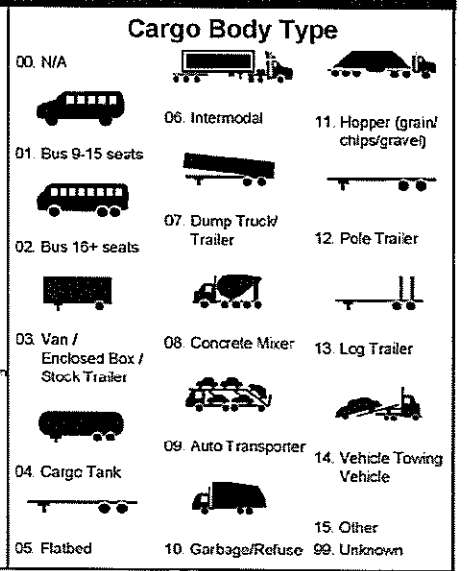 Cargo Body Type
00. N/A
01. Bus 9-15 seats
02. Bus 16+ seats
03. Van /
Enclosed Box /
Stock Trailer
04. Cargo Tank
05. Flatbed
06. Intermodal
07. Dump Truck/
Trailer
08. Concrete Mixer
09. Auto Transporter
10. Garbage/Refuse
11. Hopper (grain/
chips/gravel)
12. Pole Trailer
13. Log Trailer
14. Vehicle Towing
Vehicle
15. Other
99. Unknown